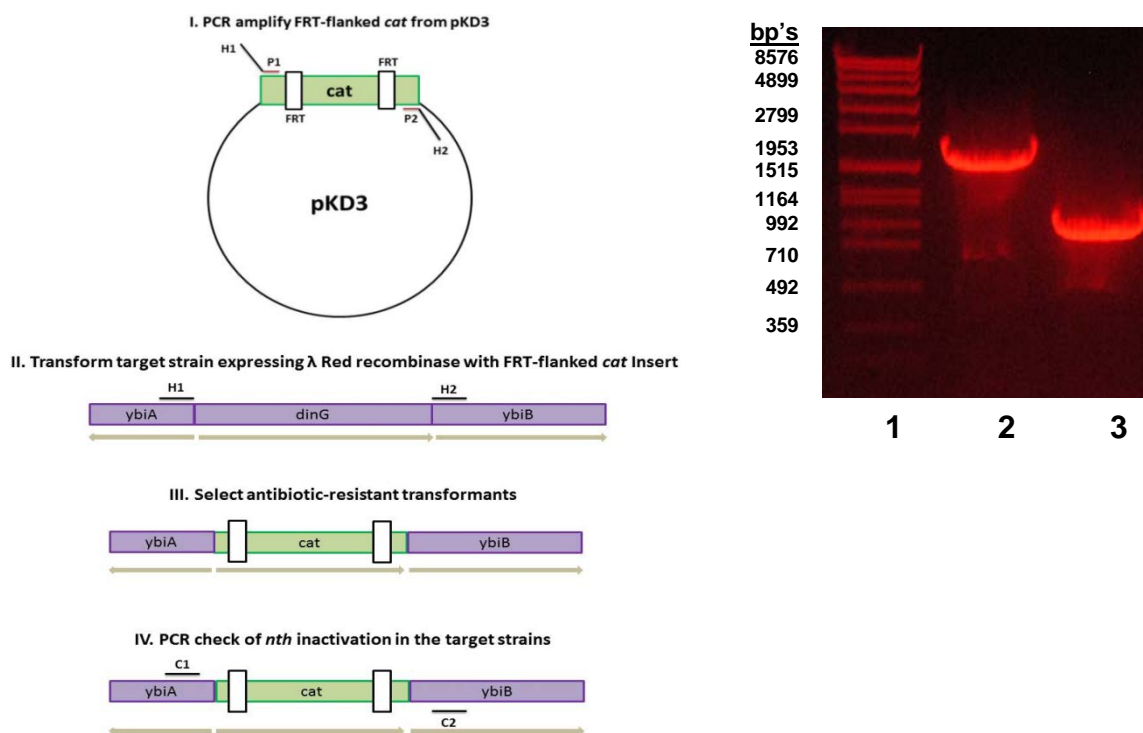 I. PCR amplify FRT-flanked cat from pKD3
H1
P1
FRT
cat
FRT
P2
H2
pKD3
II. Transform target strain expressing λ Red recombinase with FRT-flanked cat Insert
H1
H2
ybiA
dinG
ybiB
III. Select antibiotic-resistant transformants
ybiA
cat
ybiB
IV. PCR check of nth inactivation in the target strains
C1
ybiA
cat
ybiB
C2
bp's
8576
4899
2799
1953
1515
1164
992
710
492
359
1 2 3